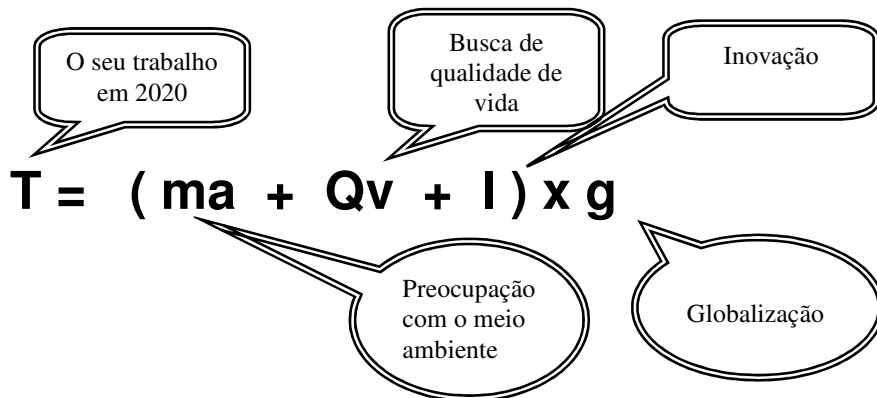 O seu trabalho
em 2020
Busca de
qualidade de
vida
Inovação
T = ( ma + Qv + I ) x g
Preocupação
com o meio
ambiente
Globalização